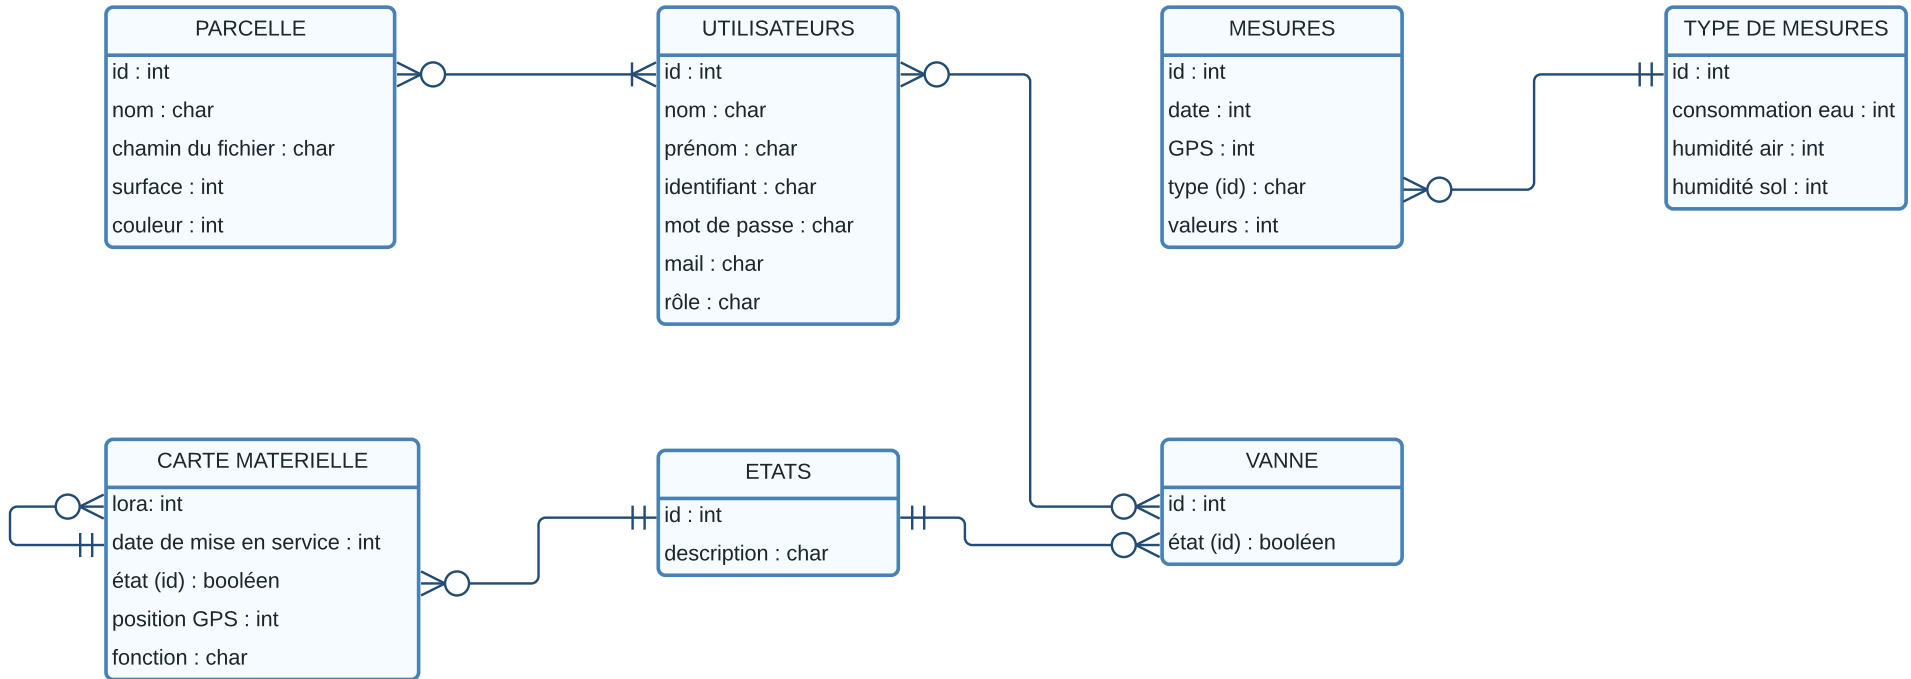 PARCELLE
id : int
nom : char
chamin du fichier : char
surface : int
couleur : int
UTILISATEURS
id : int
nom : char
prénom : char
identifiant : char
mot de passe : char
mail : char
rôle : char
MESURES
id : int
date : int
GPS : int
type (id) : char
valeurs : int
TYPE DE MESURES
id : int
consommation eau : int
humidité air : int
humidité sol : int
CARTE MATERIELLE
lora: int
date de mise en service : int
état (id) : booléen
position GPS : int
fonction : char
ETATS
id : int
description : char
VANNE
id : int
état (id) : booléen